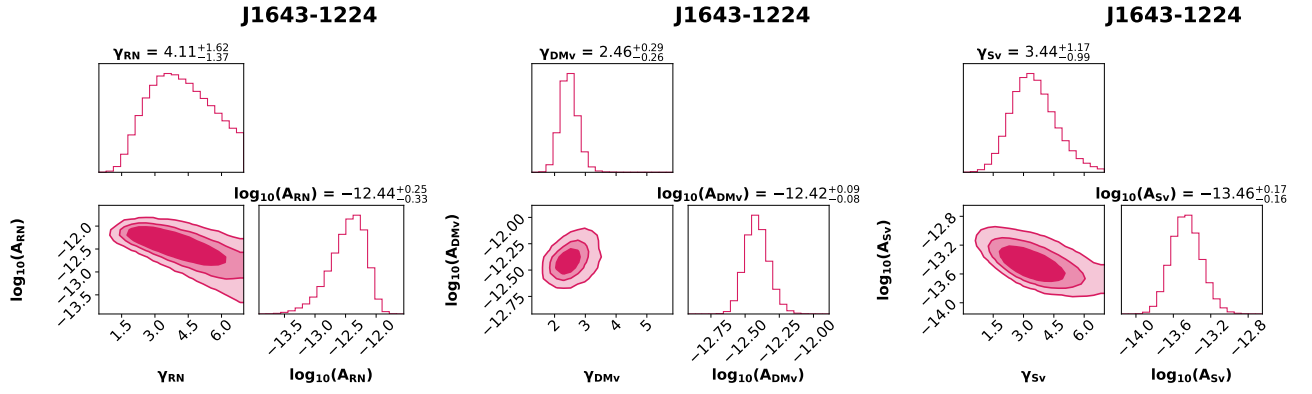 J1643-1224
γRN = 4.11+1.62−1.37
log10(ARN) = −12.44+0.25−0.33
log10(ARN)
−12.0
−12.5
−13.0
−13.5
1.5 3.0 4.5 6.0
γRN
−13.5 −13.0 −12.5 −12.0
log10(ARN)
J1643-1224
γDMv = 2.46+0.29−0.26
log10(ADMv) = −12.42+0.09−0.08
log10(ADMv)
−12.00
−12.25
−12.50
−12.75
2 3 4 5
γDMv
−12.75 −12.50 −12.25 −12.00
log10(ADMv)
J1643-1224
γSv = 3.44+1.17−0.99
log10(ASv) = −13.46+0.17−0.16
log10(ASv)
−12.8
−13.2
−13.6
−14.0
1.5 3.0 4.5 6.0
γSv
−14.0 −13.6 −13.2 −12.8
log10(ASv)